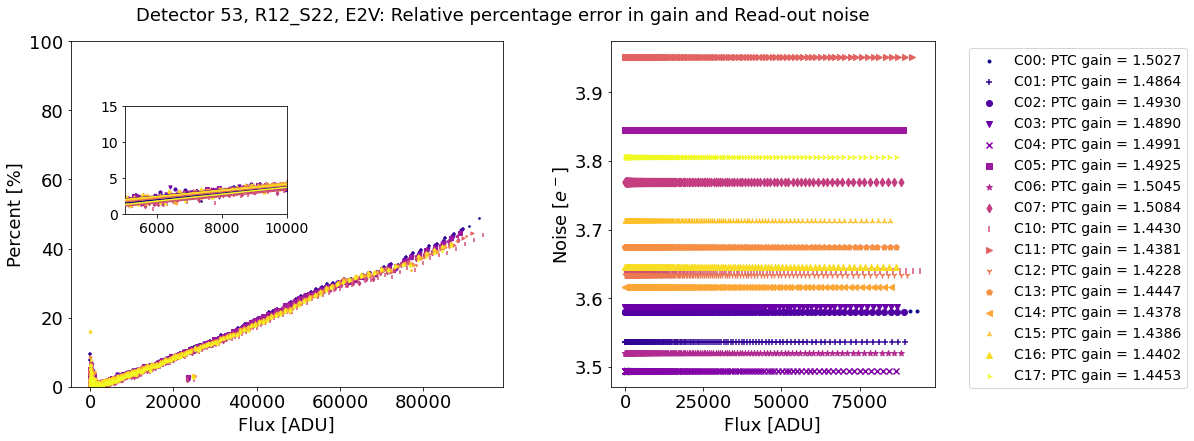 Detector 53, R12_S22, E2V: Relative percentage error in gain and Read-out noise
100
80
60
40
20
0
Percent [%]
15
10
5
0
6000 8000 10000
0 20000 40000 60000 80000
Flux [ADU]
3.9
3.8
3.7
3.6
3.5
Noise [e⁻]
0 25000 50000 75000
Flux [ADU]
C00: PTC gain = 1.5027
C01: PTC gain = 1.4864
C02: PTC gain = 1.4930
C03: PTC gain = 1.4890
C04: PTC gain = 1.4991
C05: PTC gain = 1.4925
C06: PTC gain = 1.5045
C07: PTC gain = 1.5084
C10: PTC gain = 1.4430
C11: PTC gain = 1.4381
C12: PTC gain = 1.4228
C13: PTC gain = 1.4447
C14: PTC gain = 1.4378
C15: PTC gain = 1.4386
C16: PTC gain = 1.4402
C17: PTC gain = 1.4453